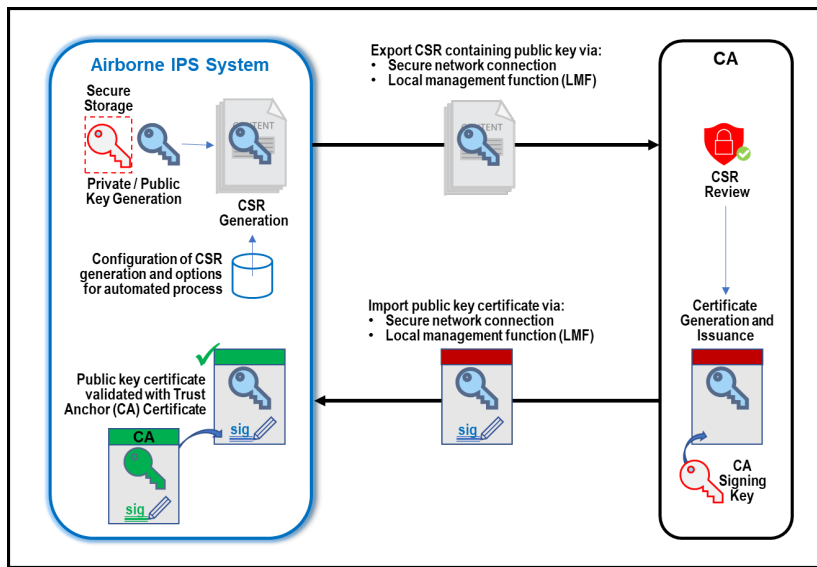 Airborne IPS System
Secure
Storage
CONTENT
Private / Public
Key Generation
CSR
Generation
Configuration of CSR
generation and options
for automated process
Export CSR containing public key via:
• Secure network connection
• Local management function (LMF)
CONTENT
CA
CSR
Review
Import public key certificate via:
• Secure network connection
• Local management function (LMF)
Certificate
Generation and
Issuance
sig
CA
Signing
Key
Public key certificate
validated with Trust
Anchor (CA) Certificate
sig
CA
sig